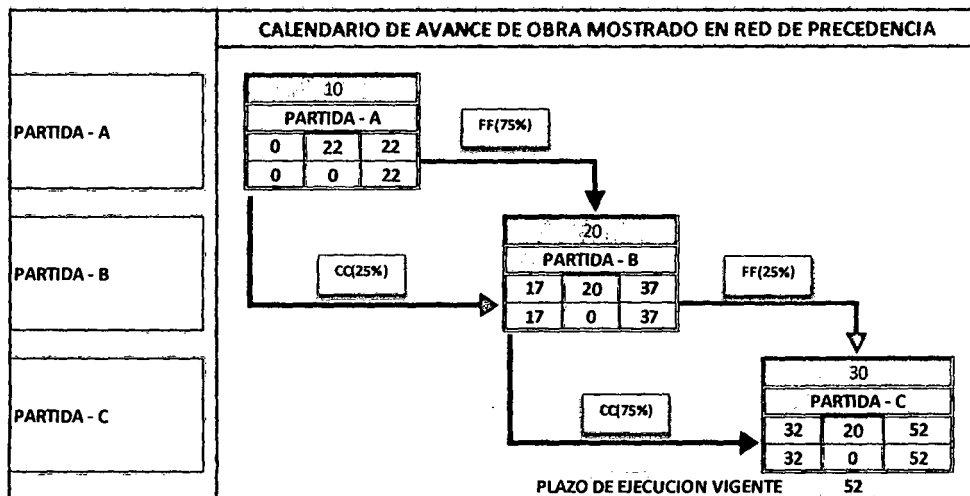 CALENDARIO DE AVANCE DE OBRA MOSTRADO EN RED DE PRECEDENCIA
PARTIDA - A
10
PARTIDA - A
0 22 22
0 0 22
FF(75%)
CC(25%)
PARTIDA - B
20
PARTIDA - B
17 20 37
17 0 37
FF(25%)
CC(75%)
PARTIDA - C
30
PARTIDA - C
32 20 52
32 0 52
PLAZO DE EJECUCION VIGENTE 52